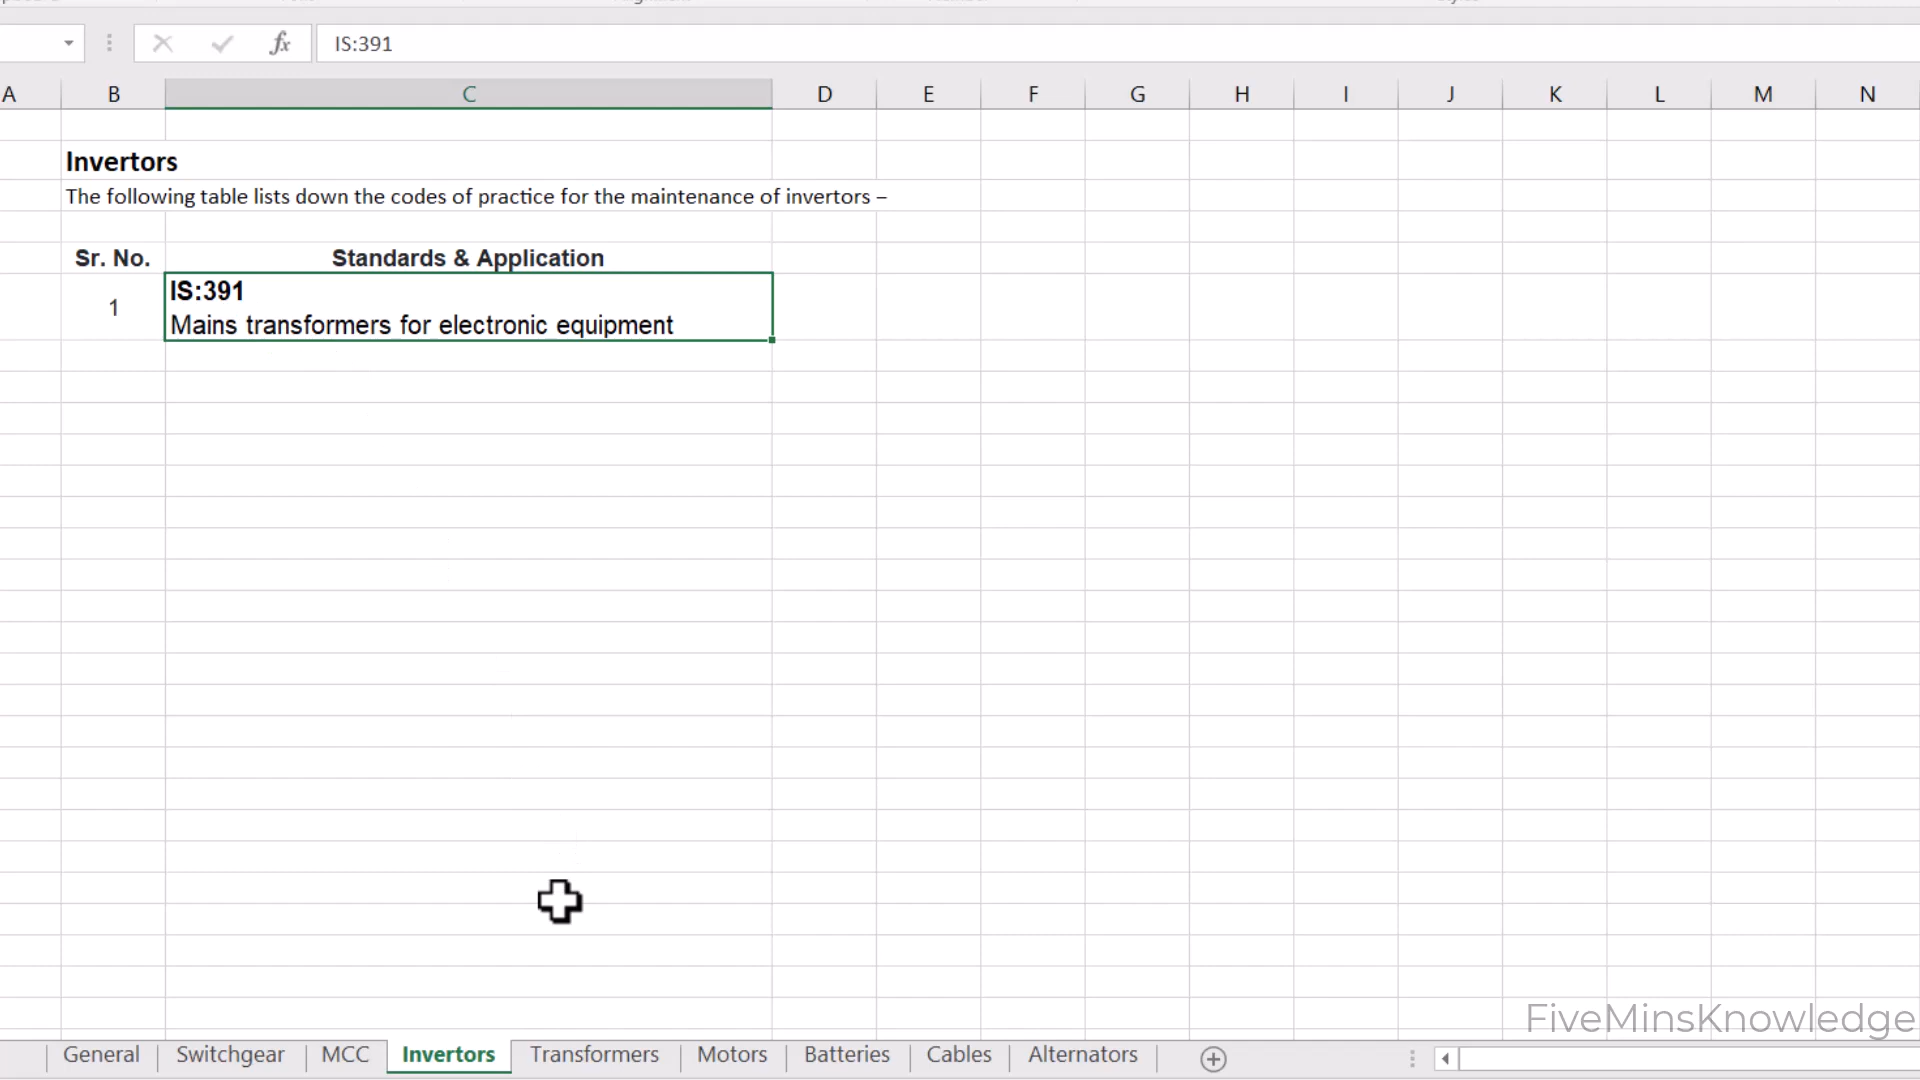 IS:391
A B C D E F G H I J K L M N
Invertors
The following table lists down the codes of practice for the maintenance of invertors –
Sr. No. Standards & Application
1 IS:391
Mains transformers for electronic equipment
FiveMinsKnowledge
General Switchgear MCC Invertors Transformers Motors Batteries Cables Alternators